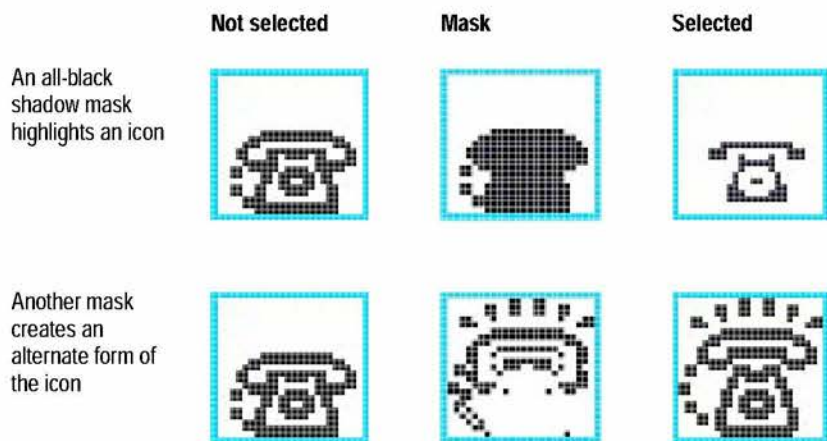 Not selected
Mask
Selected
An all-black
shadow mask
highlights an icon
Another mask
creates an
alternate form of
the icon